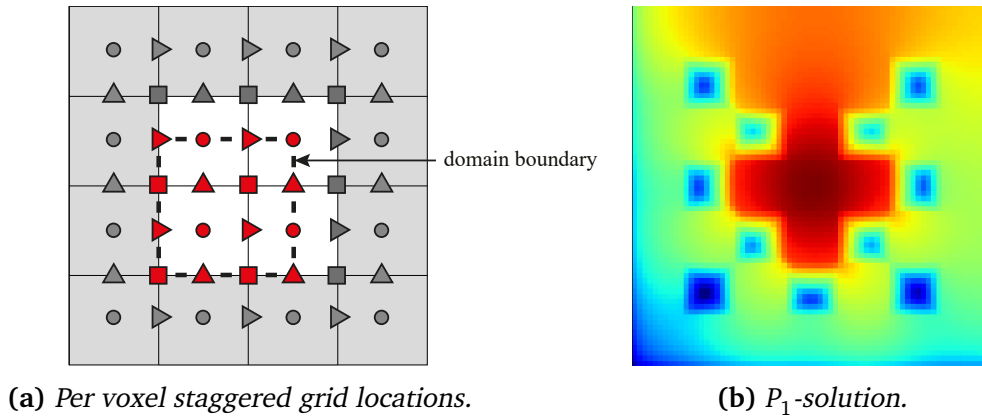 domain boundary
(a) Per voxel staggered grid locations.
(b) P₁-solution.